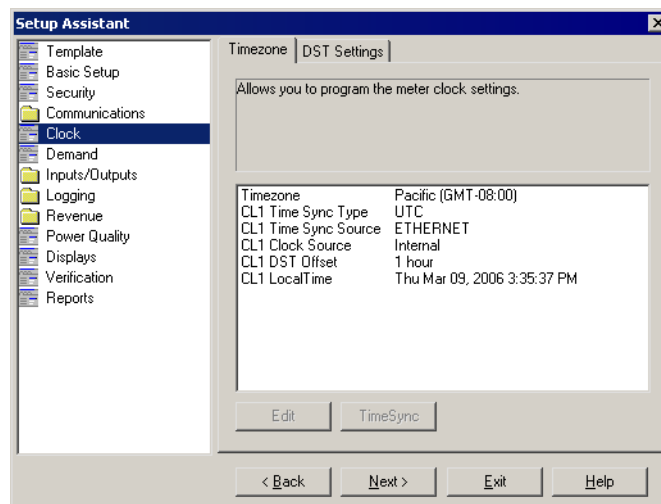 Setup Assistant
Template
Basic Setup
Security
Communications
Clock
Demand
Inputs/Outputs
Logging
Revenue
Power Quality
Displays
Verification
Reports
Timezone DST Settings
Allows you to program the meter clock settings.
Timezone Pacific (GMT-08:00)
CL1 Time Sync Type UTC
CL1 Time Sync Source ETHERNET
CL1 Clock Source Internal
CL1 DST Offset 1 hour
CL1 LocalTime Thu Mar 09, 2006 3:35:37 PM
Edit TimeSync
< Back Next > Exit Help